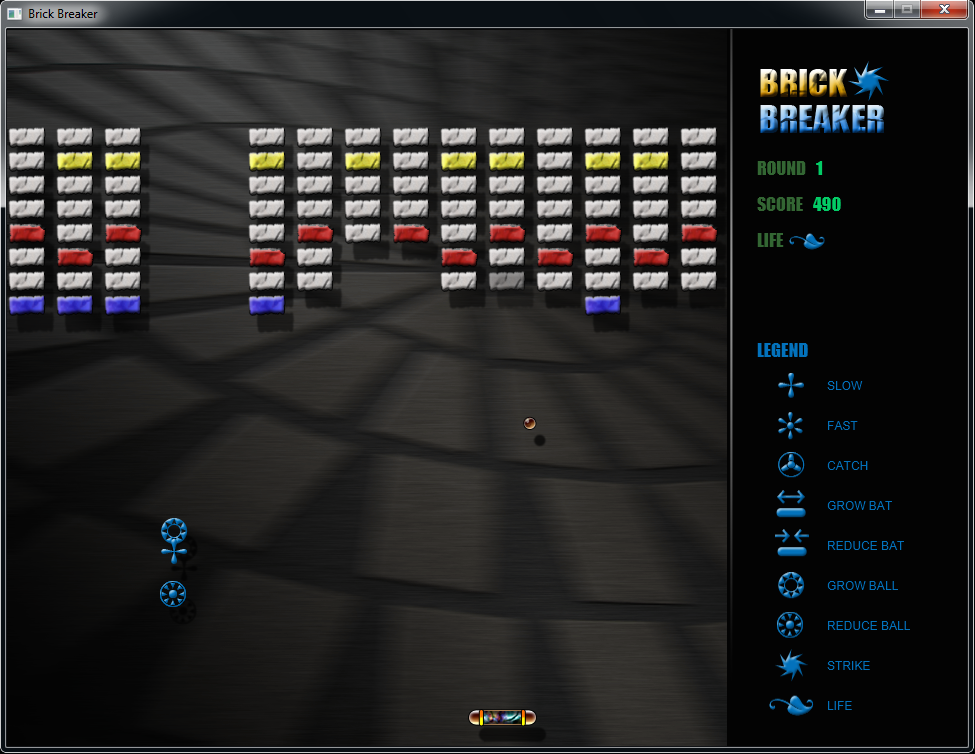 Brick Breaker
BRICK
BREAKER
ROUND 1
SCORE 490
LIFE
LEGEND
SLOW
FAST
CATCH
GROW BAT
REDUCE BAT
GROW BALL
REDUCE BALL
STRIKE
LIFE